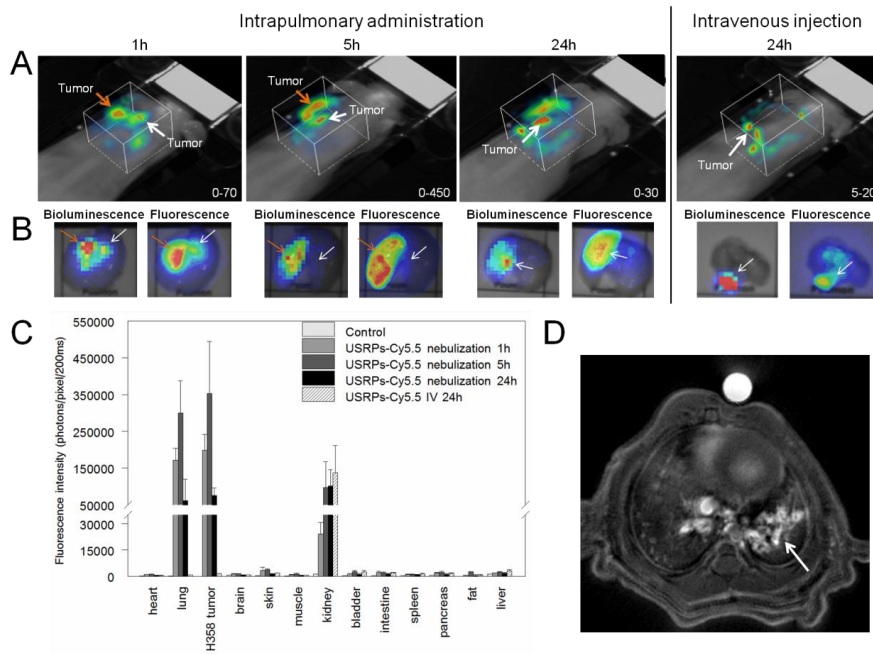 Intrapulmonary administration
Intravenous injection
1h
5h
24h
24h
A
Tumor
Tumor
0-70
Tumor
Tumor
0-450
Tumor
0-30
Tumor
5-20
B
Bioluminescence
Fluorescence
Bioluminescence
Fluorescence
Bioluminescence
Fluorescence
Bioluminescence
Fluorescence
C
Fluorescence intensity (photons/pixel/200ms)
550000
450000
350000
250000
150000
50000
30000
15000
0
Control
USRPs-Cy5.5 nebulization 1h
USRPs-Cy5.5 nebulization 5h
USRPs-Cy5.5 nebulization 24h
USRPs-Cy5.5 IV 24h
heart
lung
H358 tumor
brain
skin
muscle
kidney
bladder
intestine
spleen
pancreas
fat
liver
D